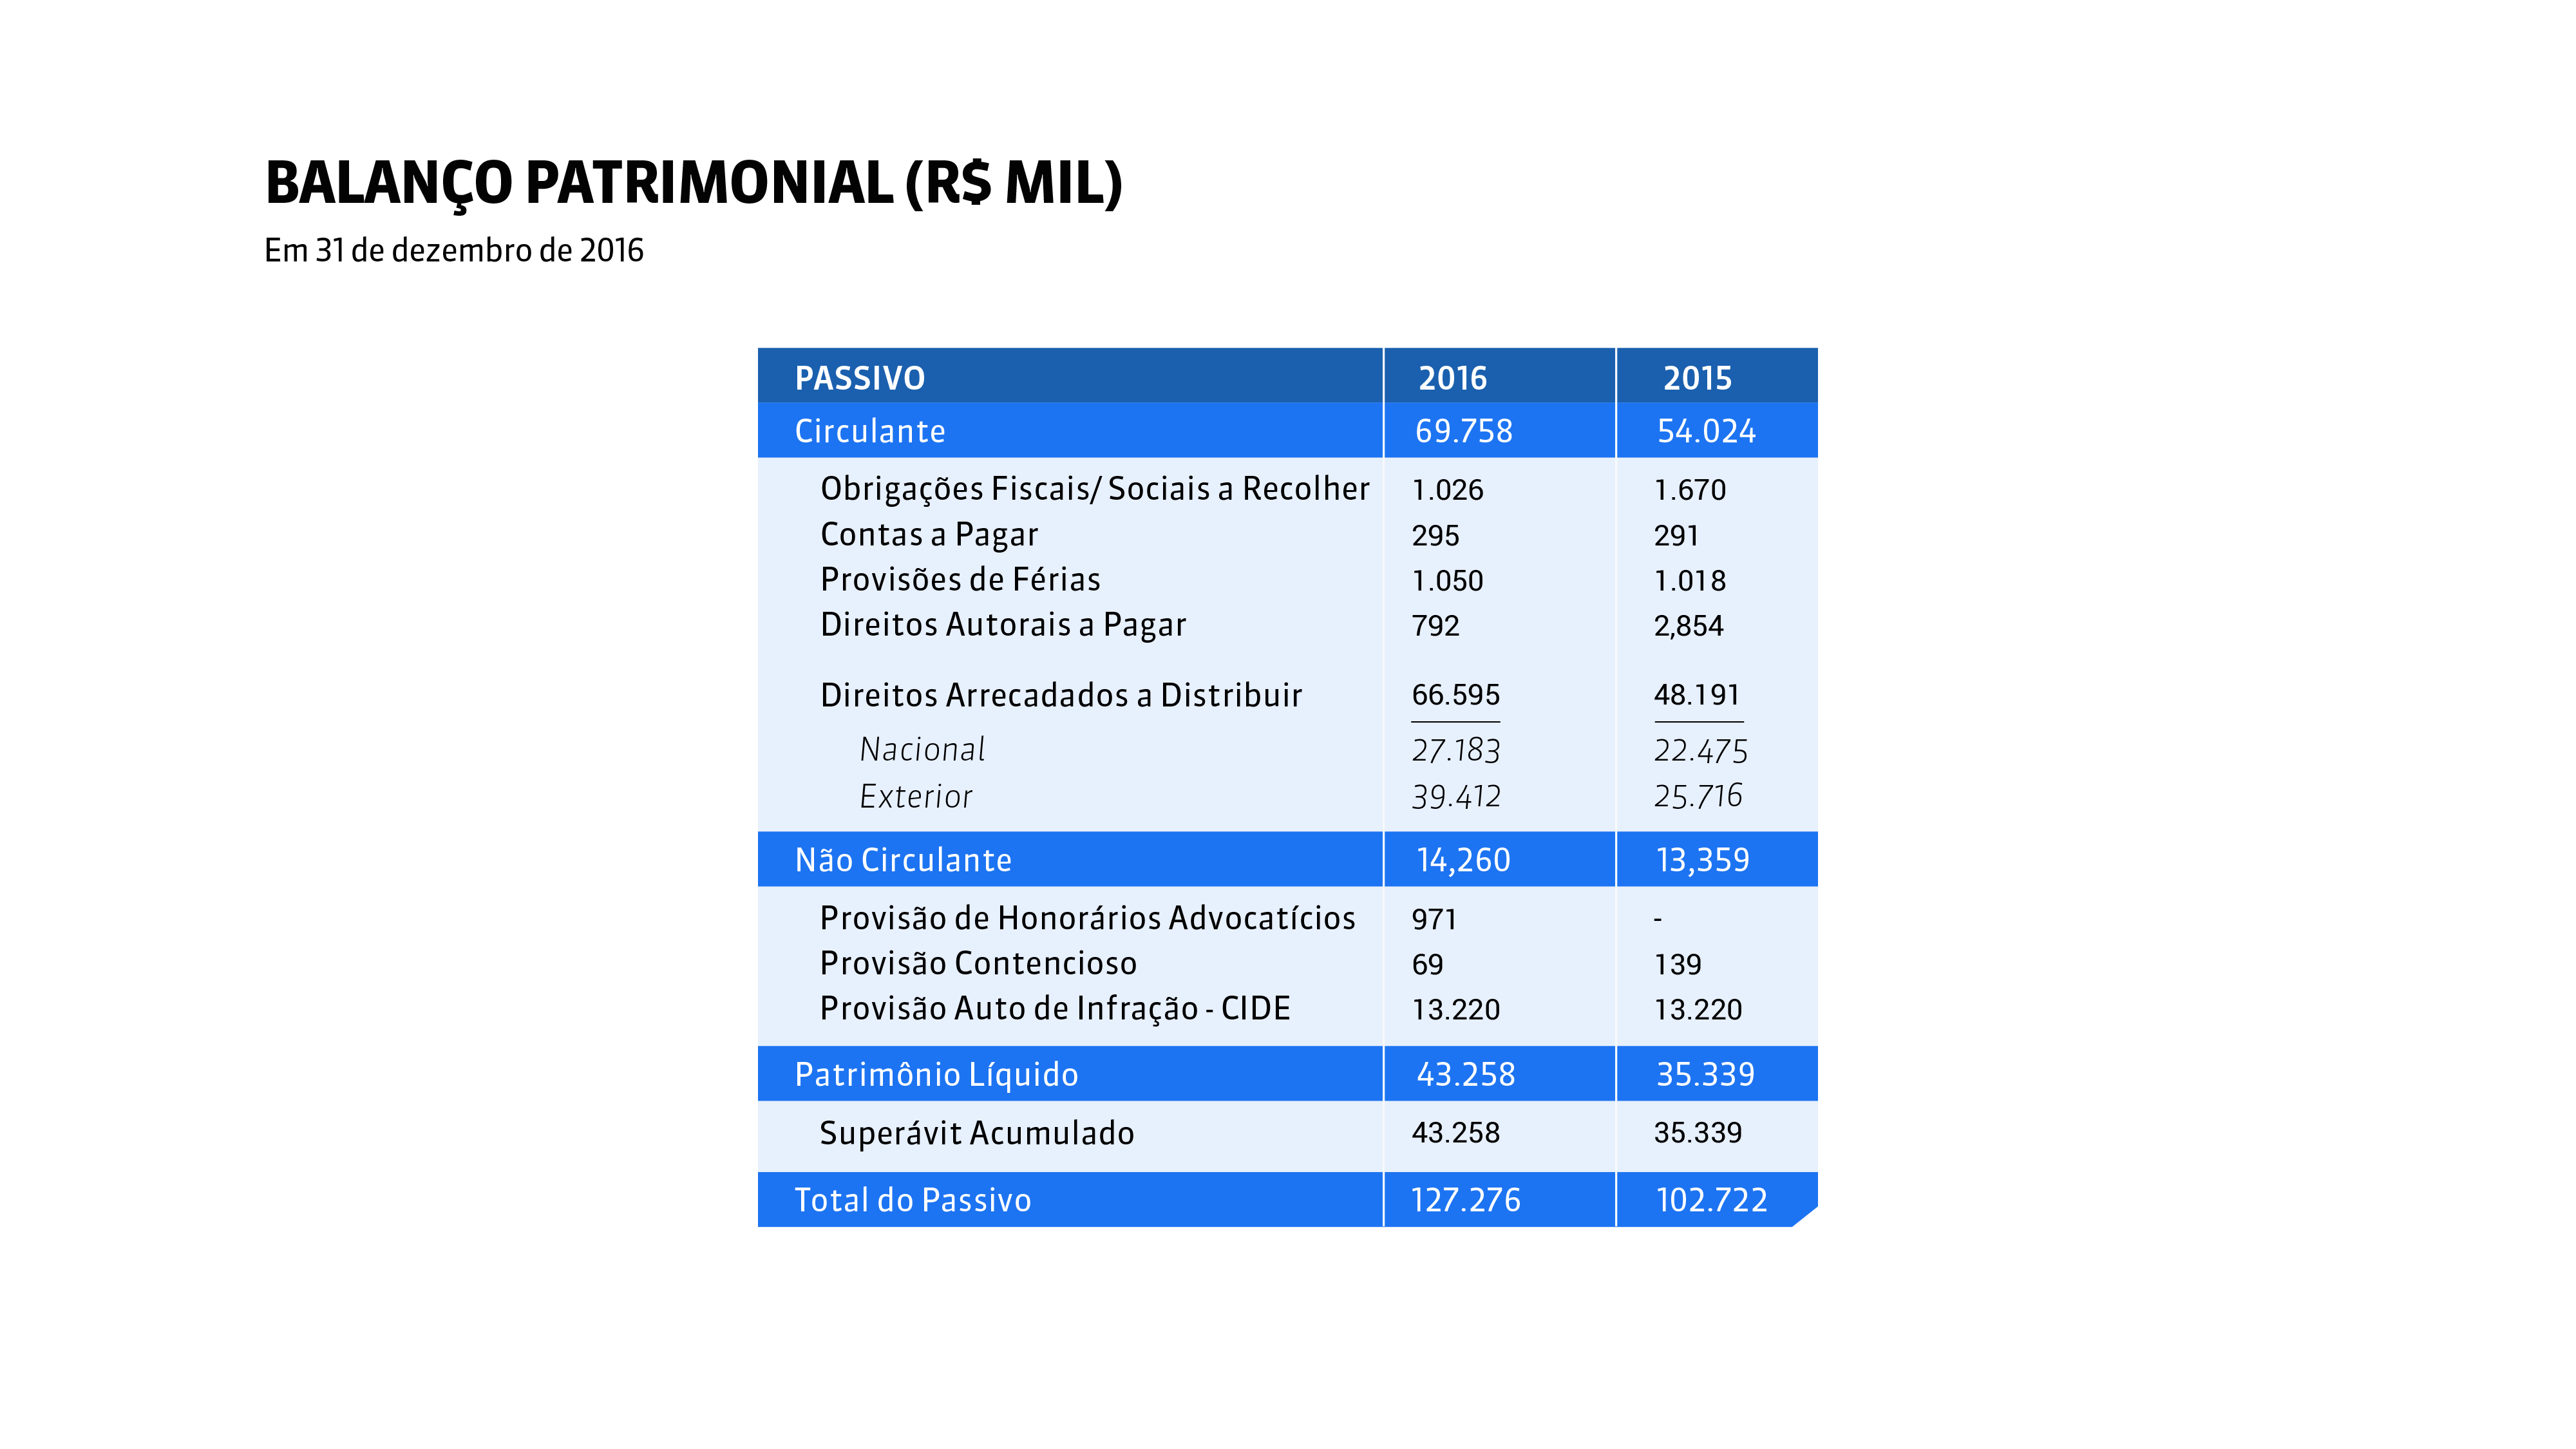 BALANÇO PATRIMONIAL (R$ MIL)
Em 31 de dezembro de 2016
PASSIVO 2016 2015
Circulante 69.758 54.024
Obrigações Fiscais/ Sociais a Recolher 1.026 1.670
Contas a Pagar 295 291
Provisões de Férias 1.050 1.018
Direitos Autorais a Pagar 792 2,854
Direitos Arrecadados a Distribuir 66.595 48.191
Nacional 27.183 22.475
Exterior 39.412 25.716
Não Circulante 14,260 13,359
Provisão de Honorários Advocatícios 971 -
Provisão Contencioso 69 139
Provisão Auto de Infração - CIDE 13.220 13.220
Patrimônio Líquido 43.258 35.339
Superávit Acumulado 43.258 35.339
Total do Passivo 127.276 102.722